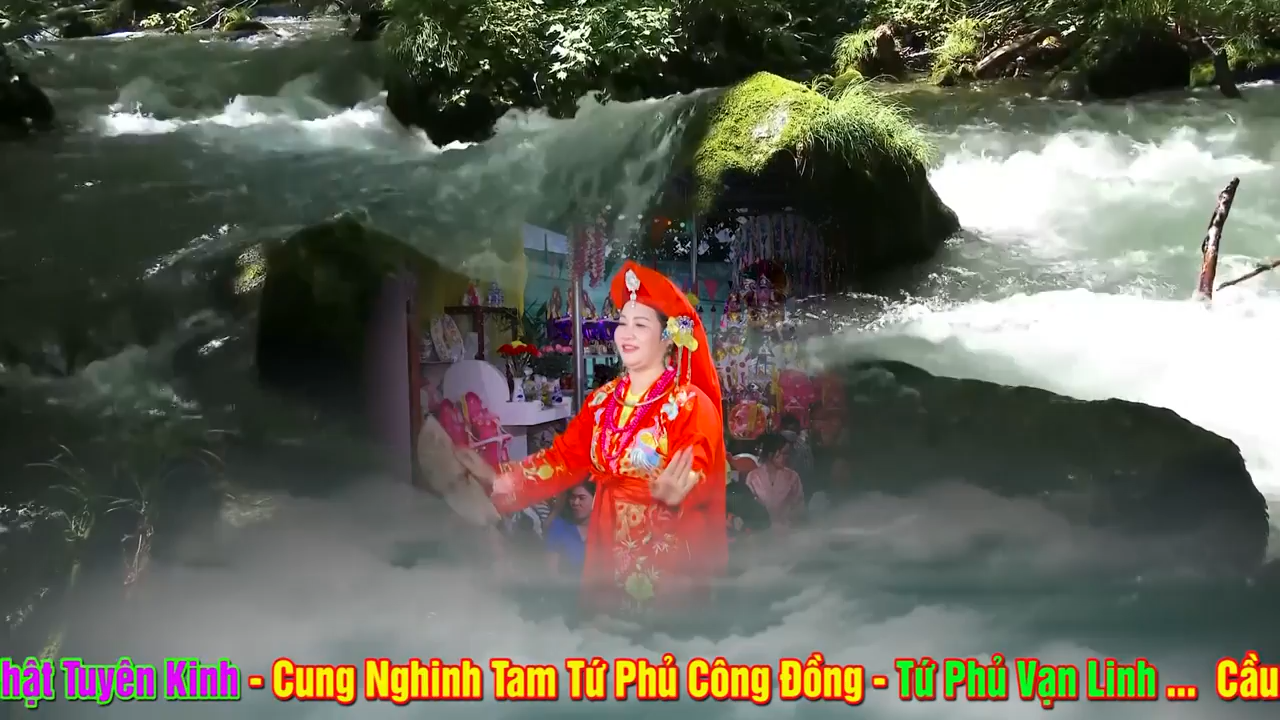 hật Tuyên Kinh - Cung Nghinh Tam Tứ Phủ Công Đồng - Tứ Phủ Vạn Linh ... Cầu